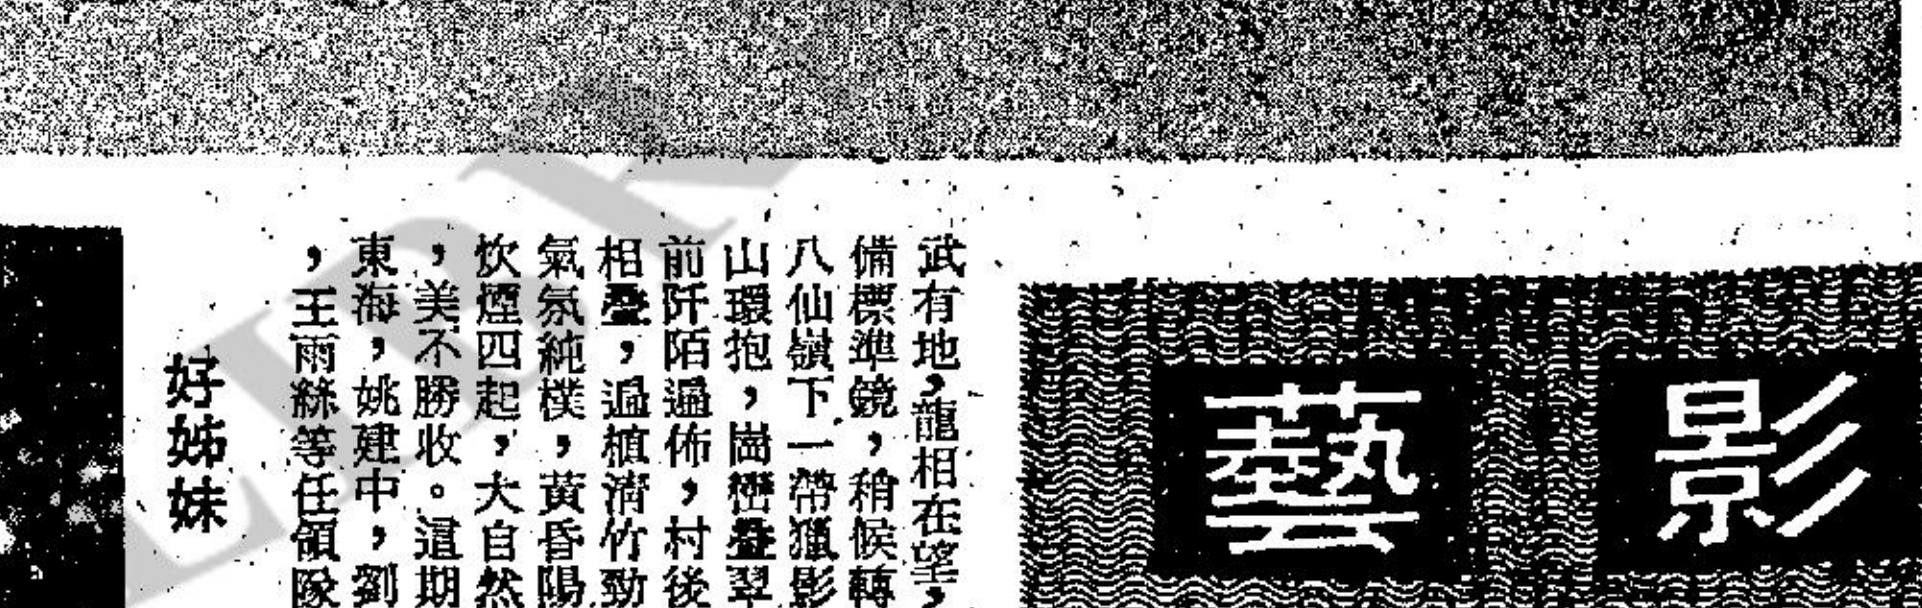 影藝
武有地，龍相在望，
備標準鏡，稍候轉
八仙嶺下一帶獵影
山環抱，崗巒疊翠
前阡陌遍佈，村後
相疊，遍植清竹勁
氣氛純樸，黃昏陽
炊煙四起，大自然
，美不勝收。這期
東海，姚建中，劉
，王雨絲等任領隊
好姊妹